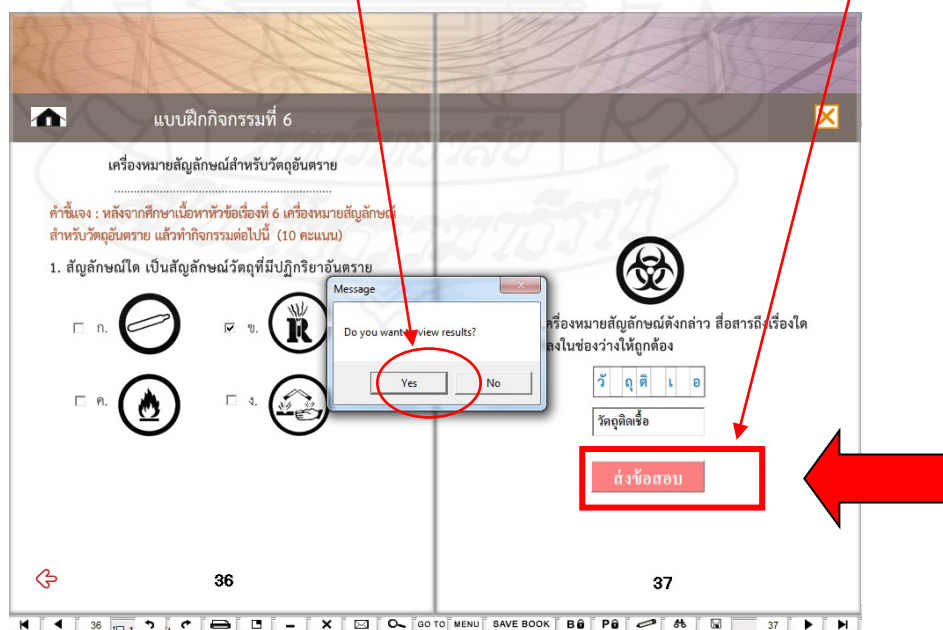 แบบฝึกกิจกรรมที่ 6
เครื่องหมายสัญลักษณ์สำหรับวัตถุอันตราย
คำชี้แจง : หลังจากศึกษาเนื้อหาหัวข้อเรื่องที่ 6 เครื่องหมายสัญลักษณ์
สำหรับวัตถุอันตราย แล้วทำกิจกรรมต่อไปนี้ (10 คะแนน)
1. สัญลักษณ์ใด เป็นสัญลักษณ์วัตถุที่มีปฏิกริยาอันตราย
ก.
ข.
R
ค.
ง.
36
Message
Do you want view results?
Yes
No
ครื่องหมายสัญลักษณ์ดังกล่าว สื่อสารถึงเรื่องใด
ลงในช่องว่างให้ถูกต้อง
วั ถุ ติ เ อ
วัตถุติดเชื้อ
ส่งข้อสอบ
37
36
GO TO MENU SAVE BOOK B P 37